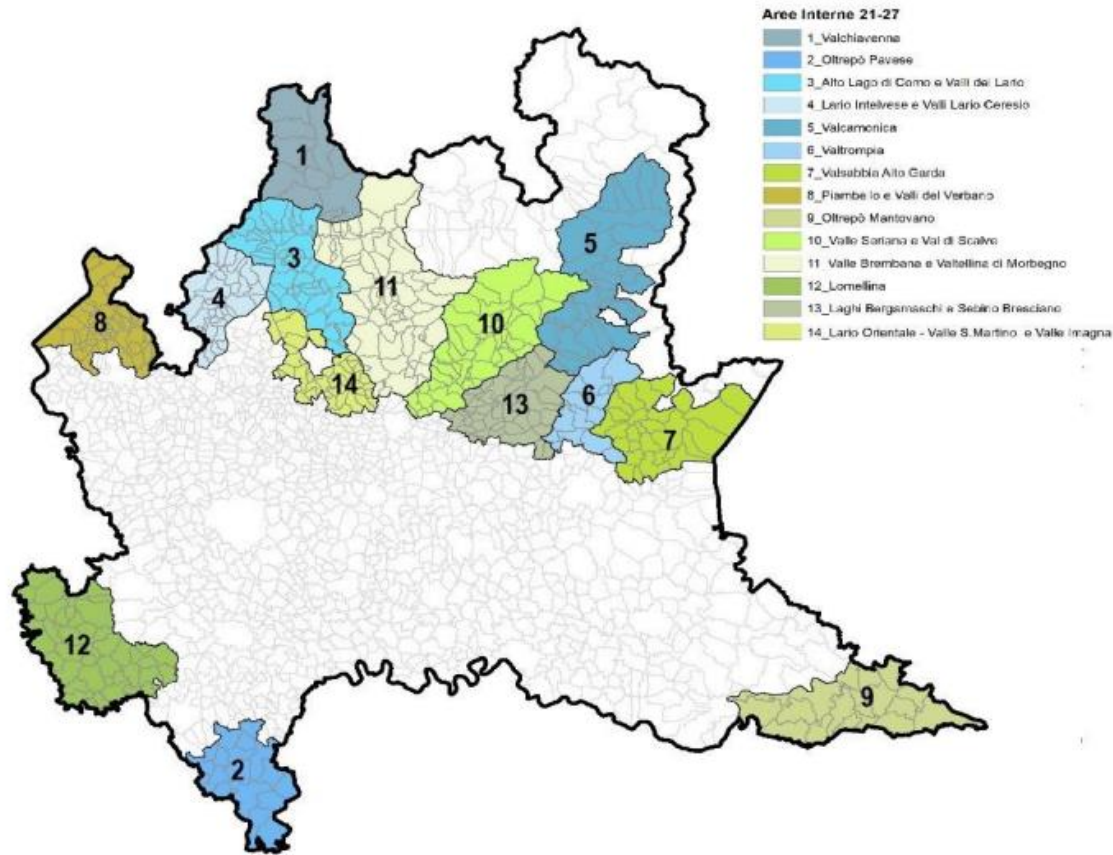 Aree Interne 21-27
1_Valchiavenna
2_Oltrepò Pavese
3_Alto Lago di Como e Valli del Lario
4_Lario Intelvese e Valli Lario Ceresio
5_Valcamonica
6_Valtrompia
7_Valsabbia Alto Garda
8_Piambello e Valli del Verbano
9_Oltrepò Mantovano
10_Valle Seriana e Val di Scalve
11_Valle Brembana e Valtellina di Morbegno
12_Lomellina
13_Laghi Bergamaschi e Sebino Bresciano
14_Lario Orientale - Valle S.Martino e Valle Imagna
1
5
3
4
11
8
10
14
6
13
7
12
9
2